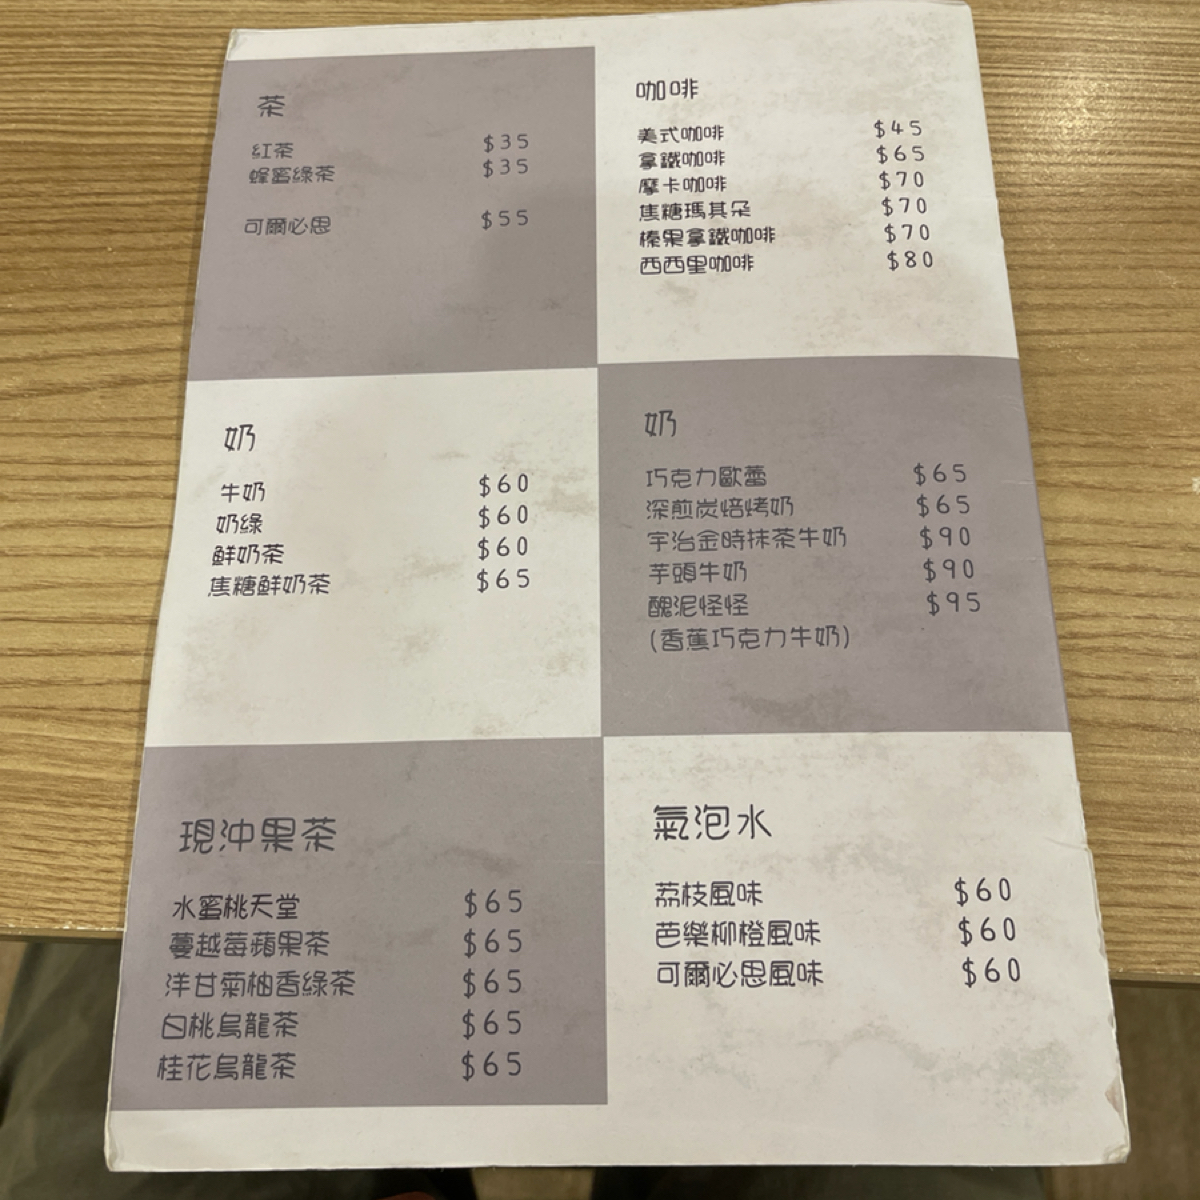 茶
紅茶 $35
蜂蜜綠茶 $35
可爾必思 $55
咖啡
美式咖啡 $45
拿鐵咖啡 $65
摩卡咖啡 $70
焦糖瑪其朵 $70
榛果拿鐵咖啡 $70
西西里咖啡 $80
奶
牛奶 $60
奶綠 $60
鮮奶茶 $60
焦糖鮮奶茶 $65
奶
巧克力歐蕾 $65
深煎炭焙烤奶 $65
宇治金時抹茶牛奶 $90
芋頭牛奶 $90
醜泥怪怪 $95
(香蕉巧克力牛奶)
現沖果茶
水蜜桃天堂 $65
蔓越莓蘋果茶 $65
洋甘菊柚香綠茶 $65
白桃烏龍茶 $65
桂花烏龍茶 $65
氣泡水
荔枝風味 $60
芭樂柳橙風味 $60
可爾必思風味 $60